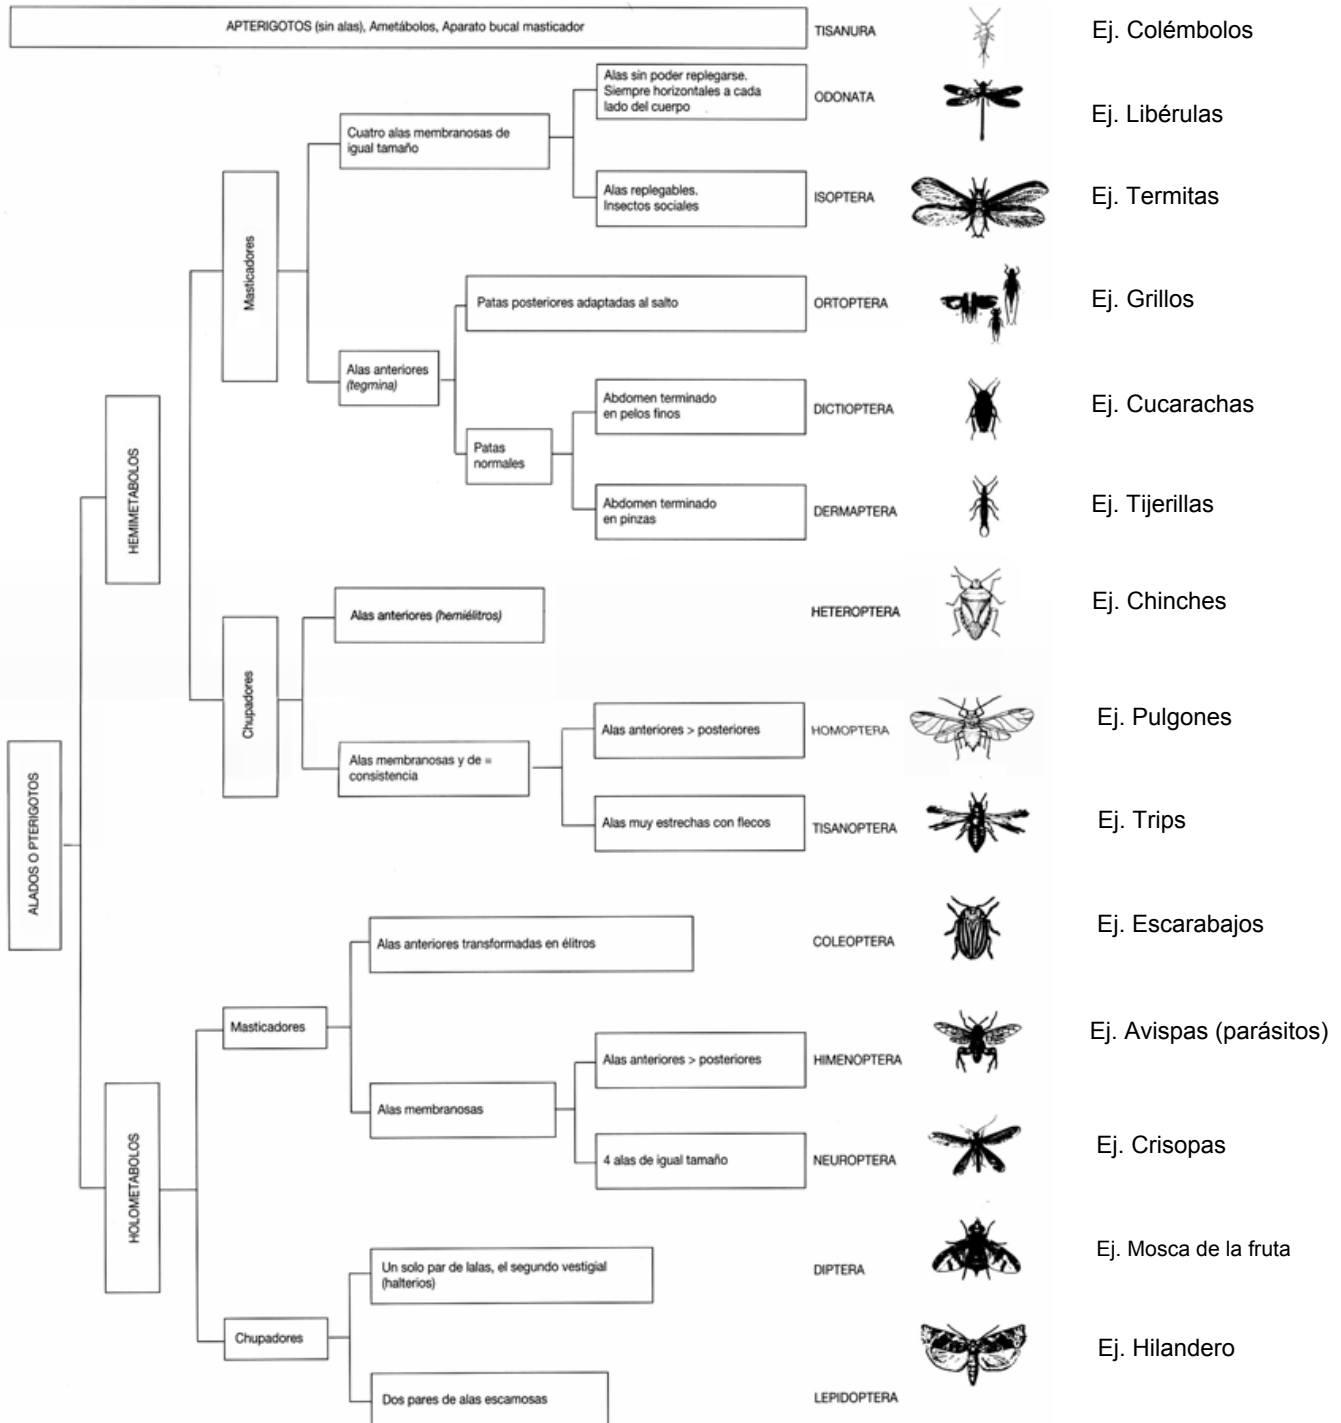 APTERIGOTOS (sin alas), Ametábolos, Aparato bucal masticador
TISANURA
Ej. Colémbolos
Alas sin poder replegarse.
Siempre horizontales a cada
lado del cuerpo
ODONATA
Ej. Libérulas
Cuatro alas membranosas de
igual tamaño
Alas replegables.
Insectos sociales
ISOPTERA
Ej. Termitas
Masticadores
Patas posteriores adaptadas al salto
ORTOPTERA
Ej. Grillos
Alas anteriores
(tegmina)
Abdomen terminado
en pelos finos
DICTIOPTERA
Ej. Cucarachas
Patas
normales
HEMIMETABOLOS
Abdomen terminado
en pinzas
DERMAPTERA
Ej. Tijerillas
Alas anteriores (hemiélitros)
HETEROPTERA
Ej. Chinches
Chupadores
Alas anteriores > posteriores
HOMOPTERA
Ej. Pulgones
Alas membranosas y de =
consistencia
Alas muy estrechas con flecos
TISANOPTERA
Ej. Trips
ALADOS O PTERIGOTOS
Alas anteriores transformadas en élitros
COLEOPTERA
Ej. Escarabajos
Masticadores
Alas anteriores > posteriores
HIMENOPTERA
Ej. Avispas (parásitos)
Alas membranosas
4 alas de igual tamaño
NEUROPTERA
Ej. Crisopas
HOLOMETABOLOS
Un solo par de lalas, el segundo vestigial
(halterios)
DIPTERA
Ej. Mosca de la fruta
Chupadores
Dos pares de alas escamosas
LEPIDOPTERA
Ej. Hilandero